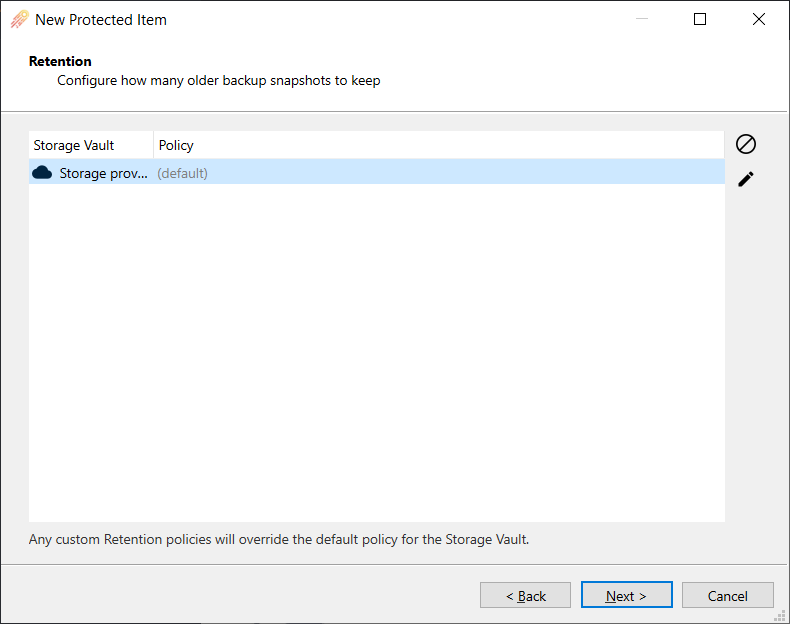 New Protected Item
Retention
Configure how many older backup snapshots to keep
Storage Vault Policy
Storage prov... (default)
Any custom Retention policies will override the default policy for the Storage Vault.
< Back Next > Cancel